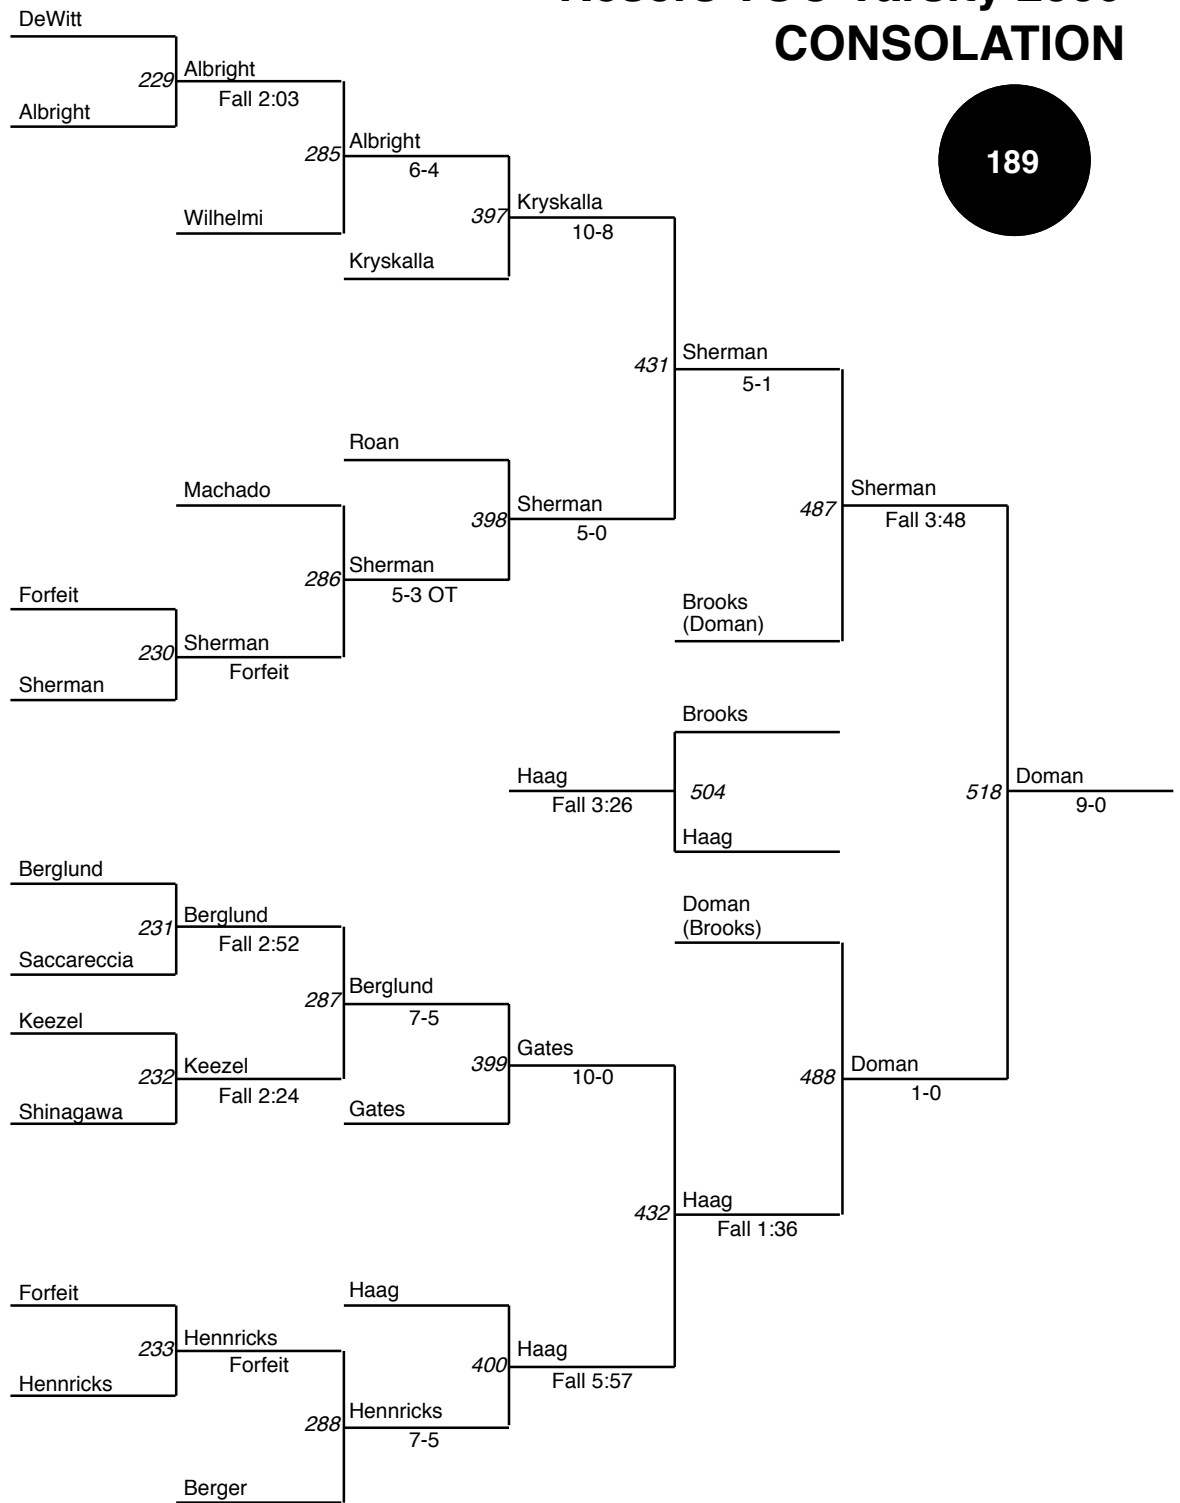 CONSOLATION
189
DeWitt
229
Albright
Fall 2:03
Albright
285
Albright
6-4
Wilhelmi
397
Kryskalla
10-8
Kryskalla
431
Sherman
5-1
Roan
Machado
398
Sherman
5-0
487
Sherman
Fall 3:48
286
Sherman
5-3 OT
Forfeit
Brooks
(Doman)
230
Sherman
Forfeit
Sherman
Brooks
Haag
Fall 3:26
504
518
Doman
9-0
Haag
Berglund
231
Berglund
Fall 2:52
Doman
(Brooks)
Saccareccia
287
Berglund
7-5
Keezel
399
Gates
10-0
232
Keezel
Fall 2:24
488
Doman
1-0
Shinagawa
Gates
432
Haag
Fall 1:36
Forfeit
Haag
233
Hennricks
Forfeit
400
Haag
Fall 5:57
Hennricks
288
Hennricks
7-5
Berger